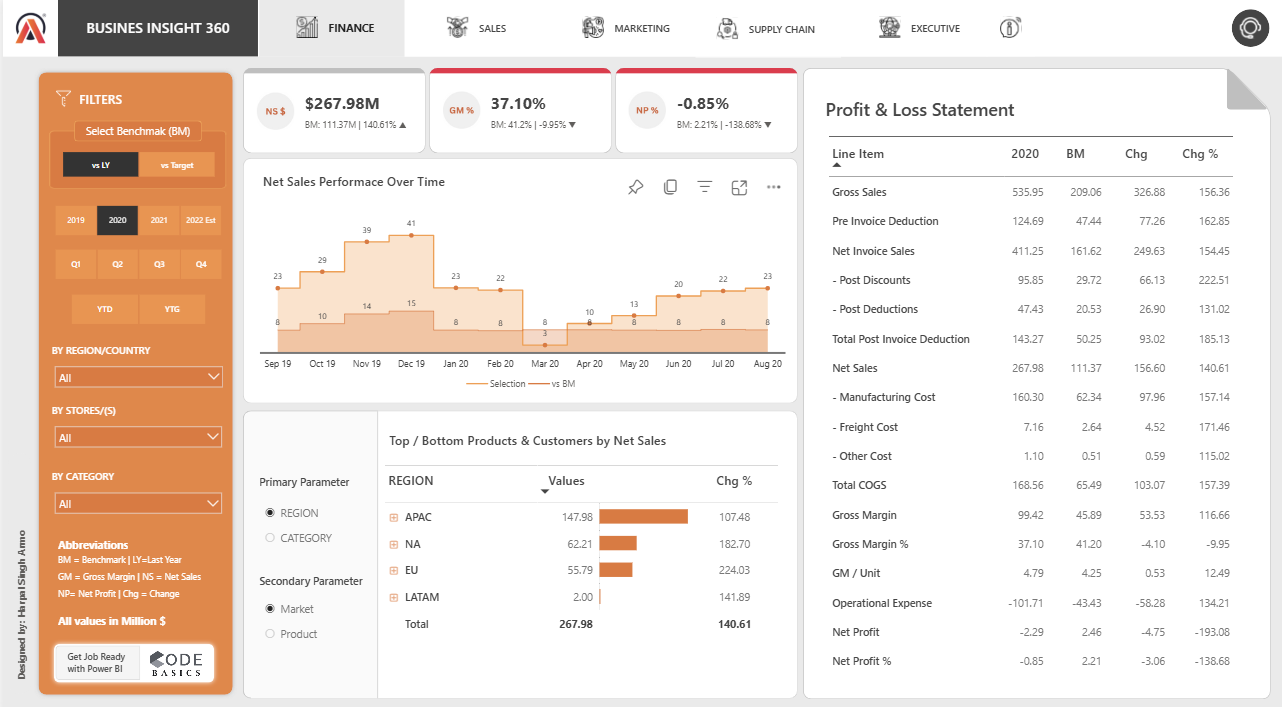 BUSINES INSIGHT 360
FINANCE
SALES
MARKETING
SUPPLY CHAIN
EXECUTIVE
FILTERS
Select Benchmak (BM)
vs LY
vs Target
2019
2020
2021
2022 Est
Q1
Q2
Q3
Q4
YTD
YTG
BY REGION/COUNTRY
All
BY STORES/(S)
All
BY CATEGORY
All
Abbreviations
BM = Benchmark | LY=Last Year
GM = Gross Margin | NS = Net Sales
NP= Net Profit | Chg = Change
All values in Million $
Get Job Ready
with Power BI
CODE
BASICS
Designed by: Harpal Singh Anmo
NS $
$267.98M
BM: 111.37M | 140.61% ▲
GM %
37.10%
BM: 41.2% | -9.95% ▼
NP %
-0.85%
BM: 2.21% | -138.68% ▼
Net Sales Performace Over Time
23 29 39 41 23 22 3 10 13 20 22 23
8 10 14 15 8 8 8 8 8 8 8 8
Sep 19 Oct 19 Nov 19 Dec 19 Jan 20 Feb 20 Mar 20 Apr 20 May 20 Jun 20 Jul 20 Aug 20
Selection vs BM
Primary Parameter
REGION
CATEGORY
Secondary Parameter
Market
Product
Top / Bottom Products & Customers by Net Sales
REGION Values Chg %
APAC 147.98 107.48
NA 62.21 182.70
EU 55.79 224.03
LATAM 2.00 141.89
Total 267.98 140.61
Profit & Loss Statement
Line Item 2020 BM Chg Chg %
Gross Sales 535.95 209.06 326.88 156.36
Pre Invoice Deduction 124.69 47.44 77.26 162.85
Net Invoice Sales 411.25 161.62 249.63 154.45
- Post Discounts 95.85 29.72 66.13 222.51
- Post Deductions 47.43 20.53 26.90 131.02
Total Post Invoice Deduction 143.27 50.25 93.02 185.13
Net Sales 267.98 111.37 156.60 140.61
- Manufacturing Cost 160.30 62.34 97.96 157.14
- Freight Cost 7.16 2.64 4.52 171.46
- Other Cost 1.10 0.51 0.59 115.02
Total COGS 168.56 65.49 103.07 157.39
Gross Margin 99.42 45.89 53.53 116.66
Gross Margin % 37.10 41.20 -4.10 -9.95
GM / Unit 4.79 4.25 0.53 12.49
Operational Expense -101.71 -43.43 -58.28 134.21
Net Profit -2.29 2.46 -4.75 -193.08
Net Profit % -0.85 2.21 -3.06 -138.68